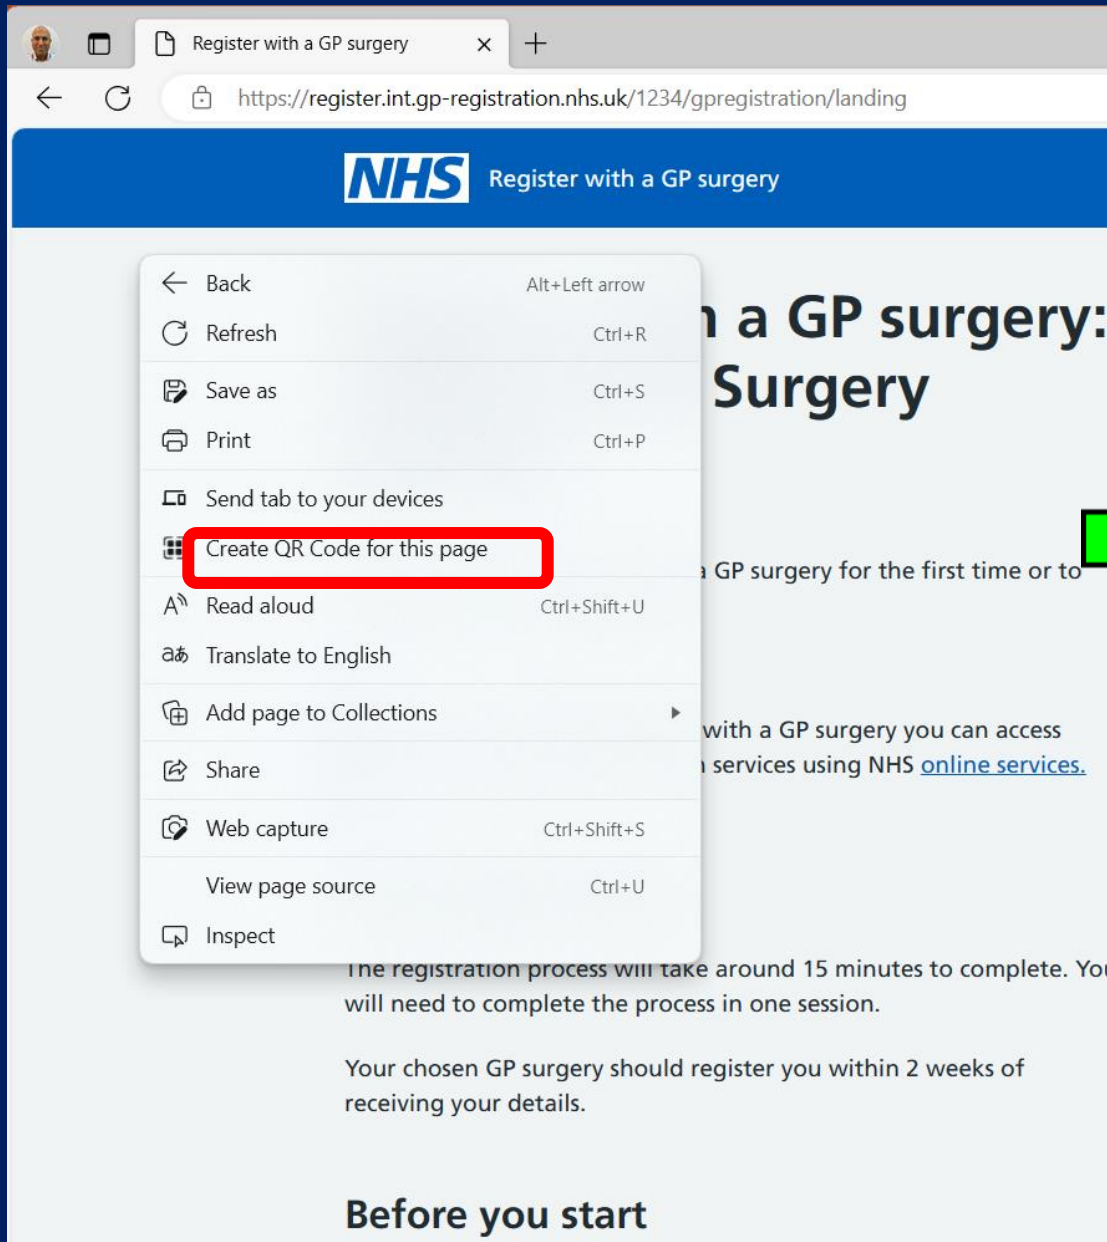 Register with a GP surgery
https://register.int.gp-registration.nhs.uk/1234/gpregistration/landing
NHS Register with a GP surgery
Back Alt+Left arrow
Refresh Ctrl+R
a GP surgery:
Save as Ctrl+S
Surgery
Print Ctrl+P
Send tab to your devices
Create QR Code for this page
GP surgery for the first time or to
Read aloud Ctrl+Shift+U
Translate to English
Add page to Collections
with a GP surgery you can access
Share
services using NHS online services.
Web capture Ctrl+Shift+S
View page source Ctrl+U
Inspect
The registration process will take around 15 minutes to complete. You
will need to complete the process in one session.
Your chosen GP surgery should register you within 2 weeks of
receiving your details.
Before you start